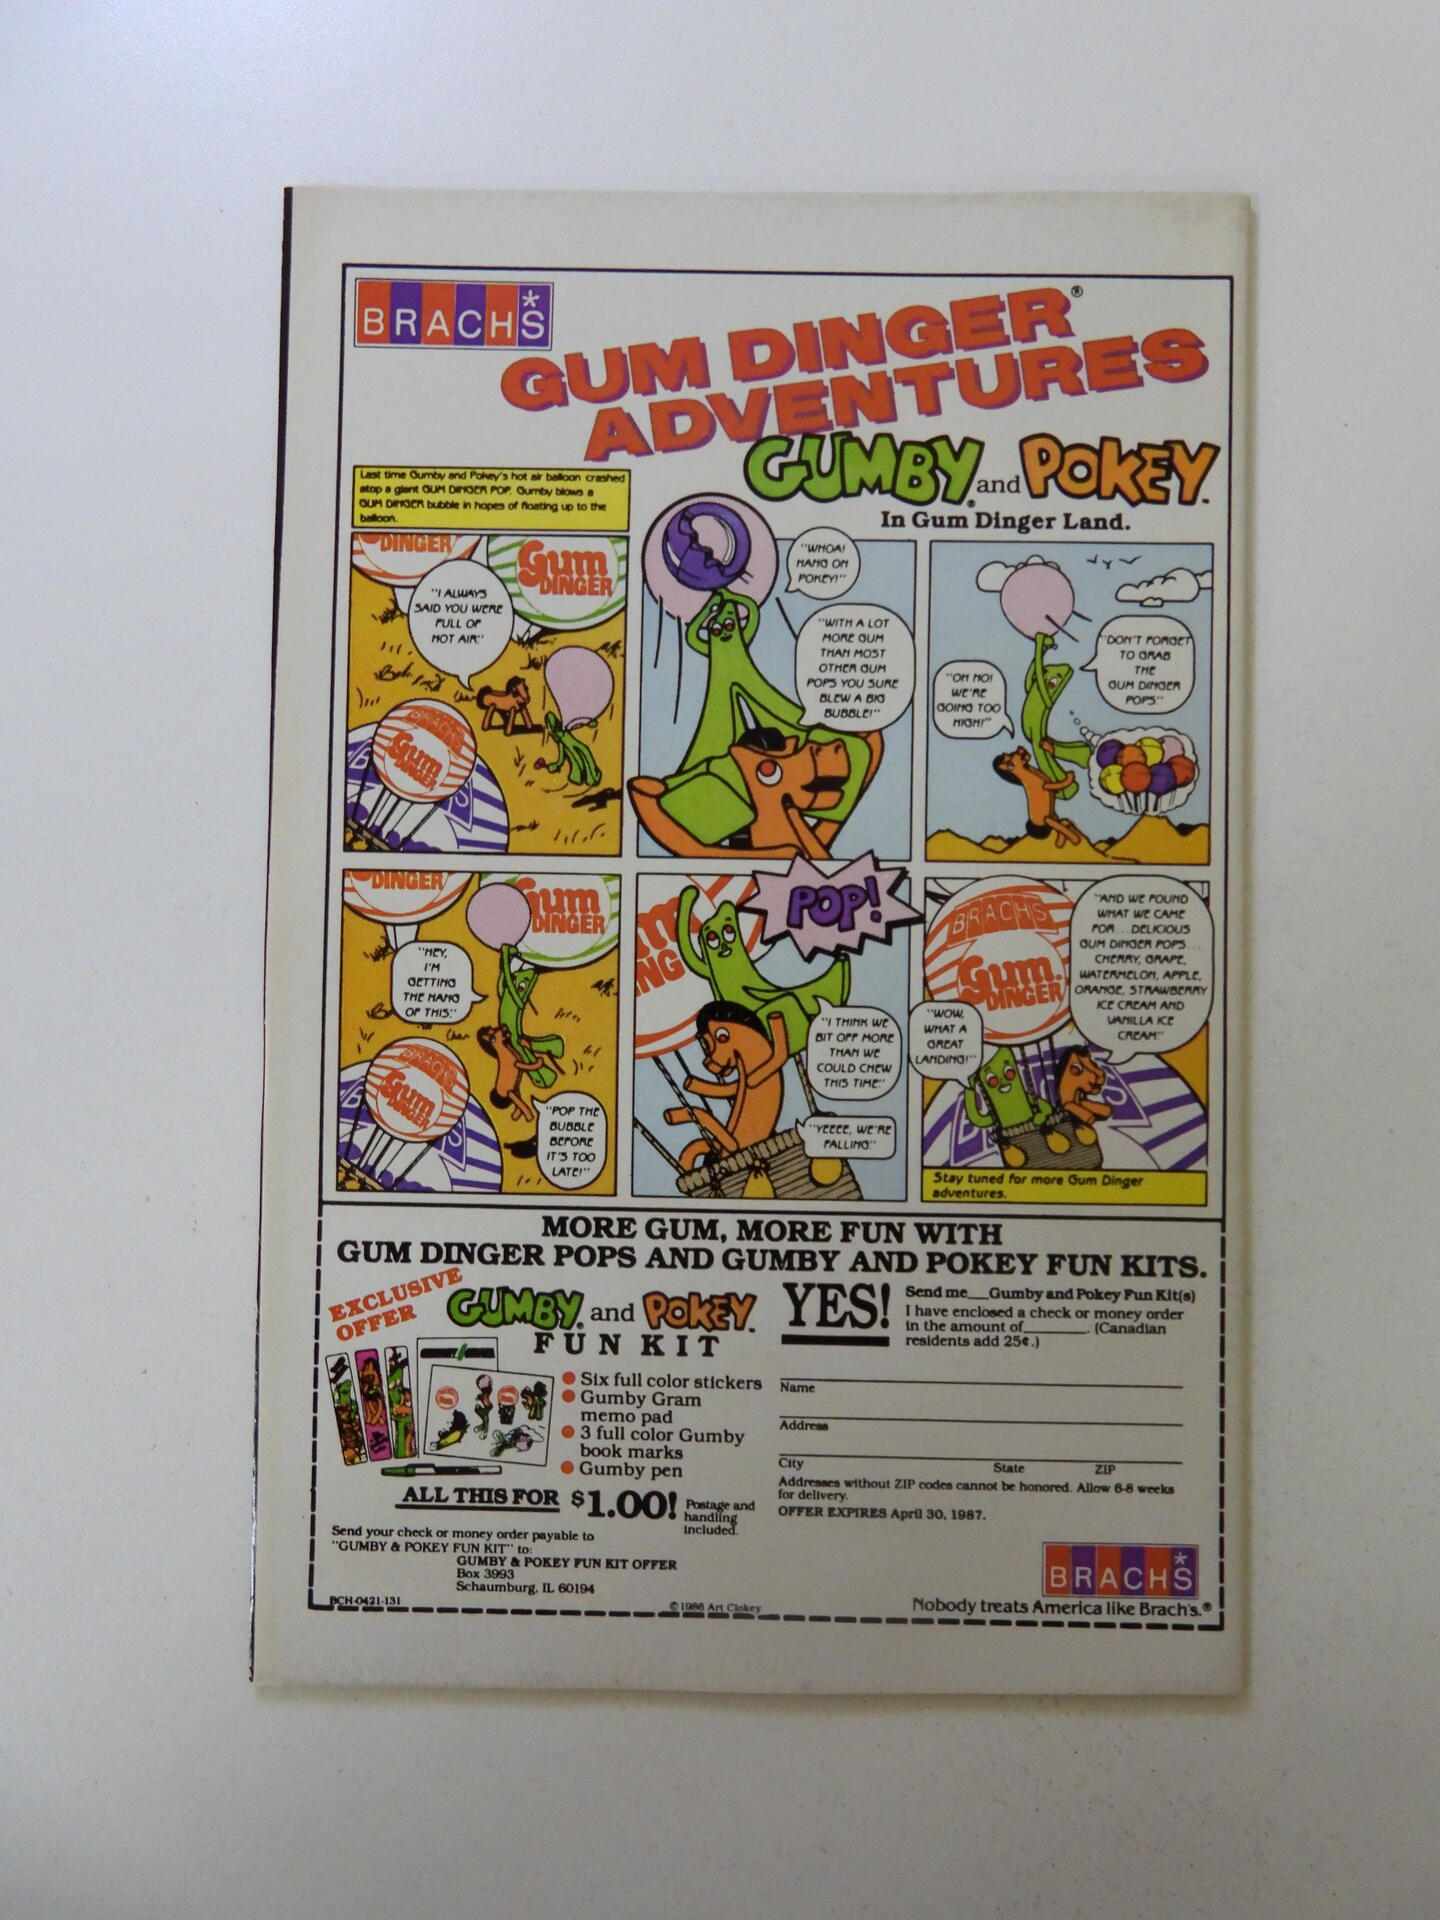 BRACH*S
GUM DINGER®
ADVENTURES
GUMBY® and POKEY™
In Gum Dinger Land.
Last time Gumby and Pokey's hot air balloon crashed
atop a giant GUM DINGER POP. Gumby blows a
GUM DINGER bubble in hopes of floating up to the
balloon.
DINGER
Gum
DINGER
"I ALWAYS
SAID YOU WERE
FULL OF
HOT AIR."
BRACHS
Gum
DINGER
B
S
"WHOA!
HANG ON
POKEY!"
"WITH A LOT
MORE GUM
THAN MOST
OTHER GUM
POPS YOU SURE
BLEW A BIG
BUBBLE!"
"OH NO!
WE'RE
GOING TOO
HIGH!"
"DON'T FORGET
TO GRAB
THE
GUM DINGER
POPS."
DINGER
Gum
DINGER
"HEY,
I'M
GETTING
THE HANG
OF THIS."
BRACHS
Gum
DINGER
B
S
"POP THE
BUBBLE
BEFORE
IT'S TOO
LATE!"
POP!
"I THINK WE
BIT OFF MORE
THAN WE
COULD CHEW
THIS TIME."
"YEEEE, WE'RE
FALLING."
BRACHS
Gum
DINGER
"WOW,
WHAT A
GREAT
LANDING!"
"AND WE FOUND
WHAT WE CAME
FOR...DELICIOUS
GUM DINGER POPS...
CHERRY, GRAPE,
WATERMELON, APPLE,
ORANGE, STRAWBERRY
ICE CREAM AND
VANILLA ICE
CREAM."
Stay tuned for more Gum Dinger
adventures.
MORE GUM, MORE FUN WITH
GUM DINGER POPS AND GUMBY AND POKEY FUN KITS.
EXCLUSIVE
OFFER
GUMBY® and POKEY™
FUN KIT
Six full color stickers
Gumby Gram
memo pad
3 full color Gumby
book marks
Gumby pen
ALL THIS FOR $1.00! Postage and
handling
included.
Send your check or money order payable to
"GUMBY & POKEY FUN KIT" to:
GUMBY & POKEY FUN KIT OFFER
Box 3993
Schaumburg, IL 60194
BCH-0421-131
©1986 Art Clokey
YES!
Send me__Gumby and Pokey Fun Kit(s)
I have enclosed a check or money order
in the amount of________. (Canadian
residents add 25¢.)
Name
Address
City State ZIP
Addresses without ZIP codes cannot be honored. Allow 6-8 weeks
for delivery.
OFFER EXPIRES April 30, 1987.
BRACH*S
Nobody treats America like Brach's.®